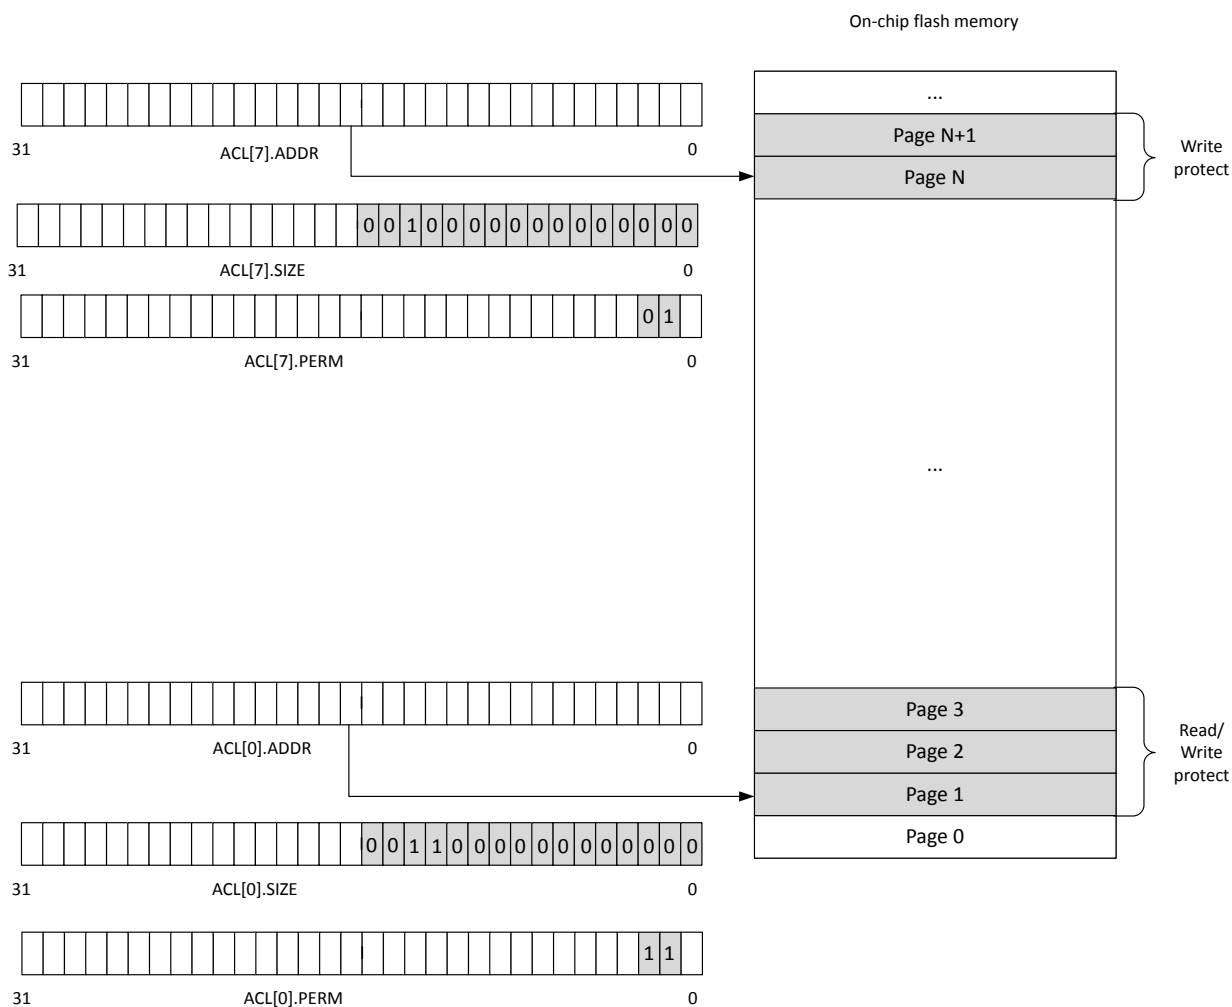 On-chip flash memory
...
31 ACL[7].ADDR 0
Page N+1
Page N
Write
protect
0 0 1 0 0 0 0 0 0 0 0 0 0 0 0 0
31 ACL[7].SIZE 0
0 1
31 ACL[7].PERM 0
...
31 ACL[0].ADDR 0
Page 3
Page 2
Page 1
Page 0
Read/
Write
protect
0 0 1 1 0 0 0 0 0 0 0 0 0 0 0 0
31 ACL[0].SIZE 0
1 1
31 ACL[0].PERM 0